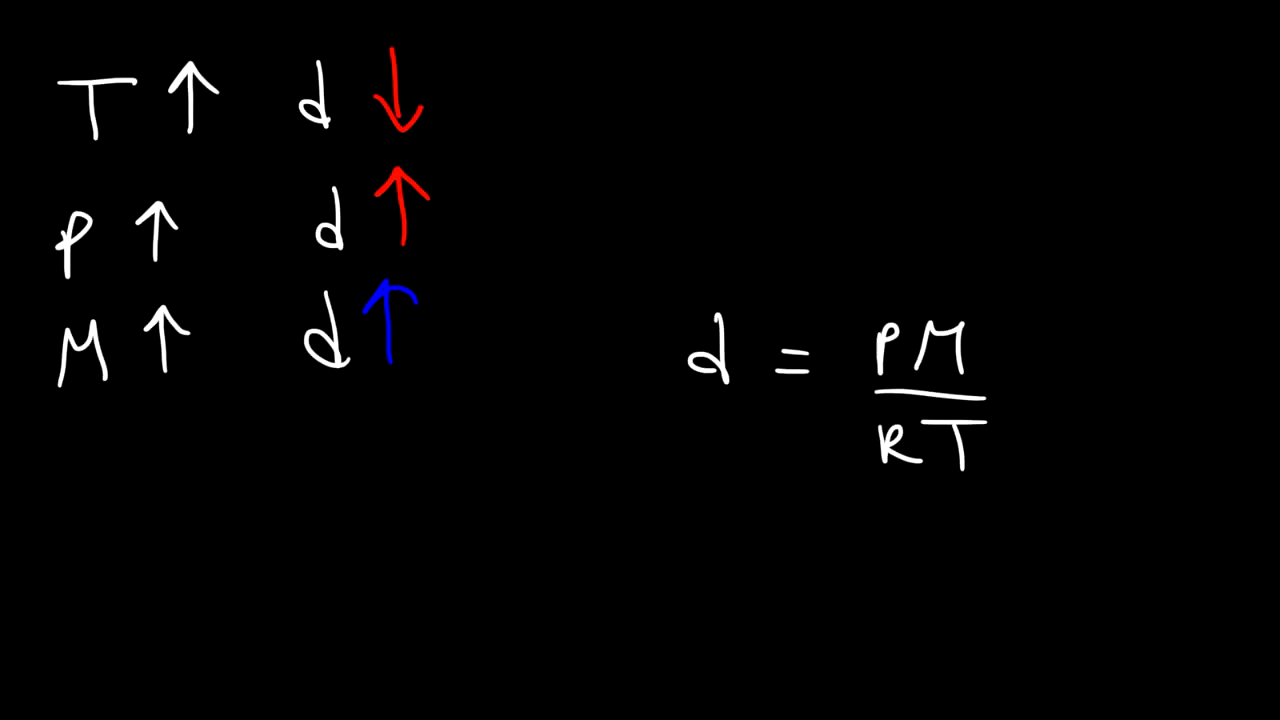 T ↑ d ↓
P ↑ d ↑
M ↑ d ↑
d = PM / RT